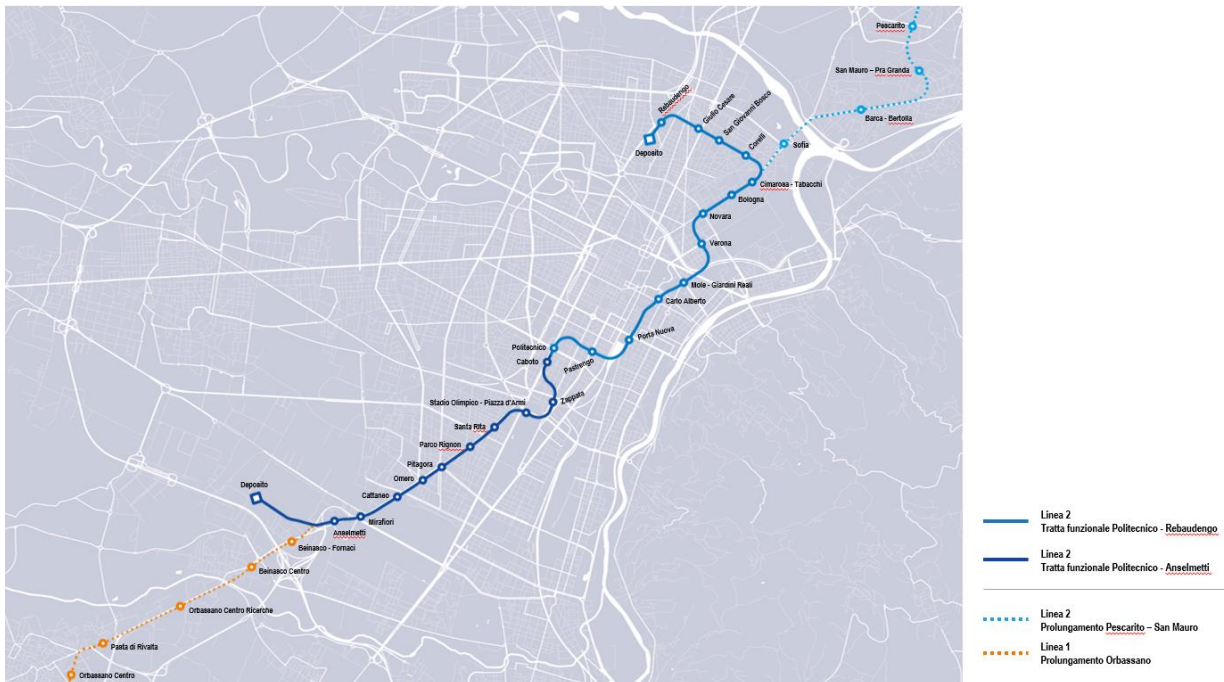 Pescarito
San Mauro – Pra Granda
Barca - Bertolla
Sofia
Rebaudengo
Giulio Cesare
San Giovanni Bosco
Corelli
Deposito
Cimarosa - Tabacchi
Bologna
Novara
Verona
Mole - Giardini Reali
Carlo Alberto
Porta Nuova
Pastrengo
Politecnico
Caboto
Zappata
Stadio Olimpico - Piazza d'Armi
Santa Rita
Parco Rignon
Pitagora
Omero
Cattaneo
Mirafiori
Anselmetti
Deposito
Beinasco - Fornaci
Beinasco Centro
Orbassano Centro Ricerche
Pasta di Rivalta
Orbassano Centro
Linea 2
Tratta funzionale Politecnico - Rebaudengo
Linea 2
Tratta funzionale Politecnico - Anselmetti
Linea 2
Prolungamento Pescarito – San Mauro
Linea 1
Prolungamento Orbassano